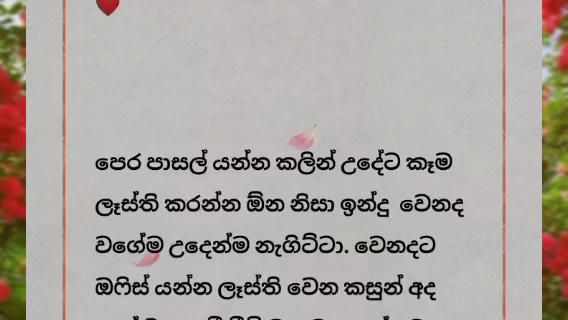 පෙර පාසල් යන්න කලින් උදේට කෑම
ලෑස්ති කරන්න ඕන නිසා ඉන්දු වෙනද
වගේම උදෙන්ම නැගිට්ටා. වෙනදට
ඔෆිස් යන්න ලෑස්ති වෙන කසුන් අද